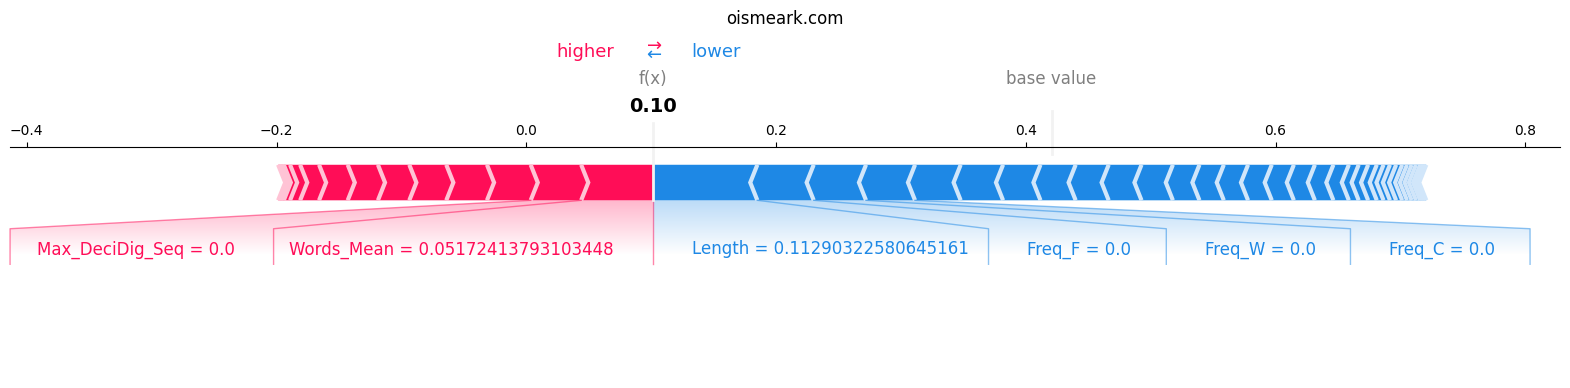 oismeark.com
higher ⇄ lower
f(x) base value
0.10
−0.4 −0.2 0.0 0.2 0.4 0.6 0.8
Max_DeciDig_Seq = 0.0 Words_Mean = 0.05172413793103448 Length = 0.11290322580645161 Freq_F = 0.0 Freq_W = 0.0 Freq_C = 0.0